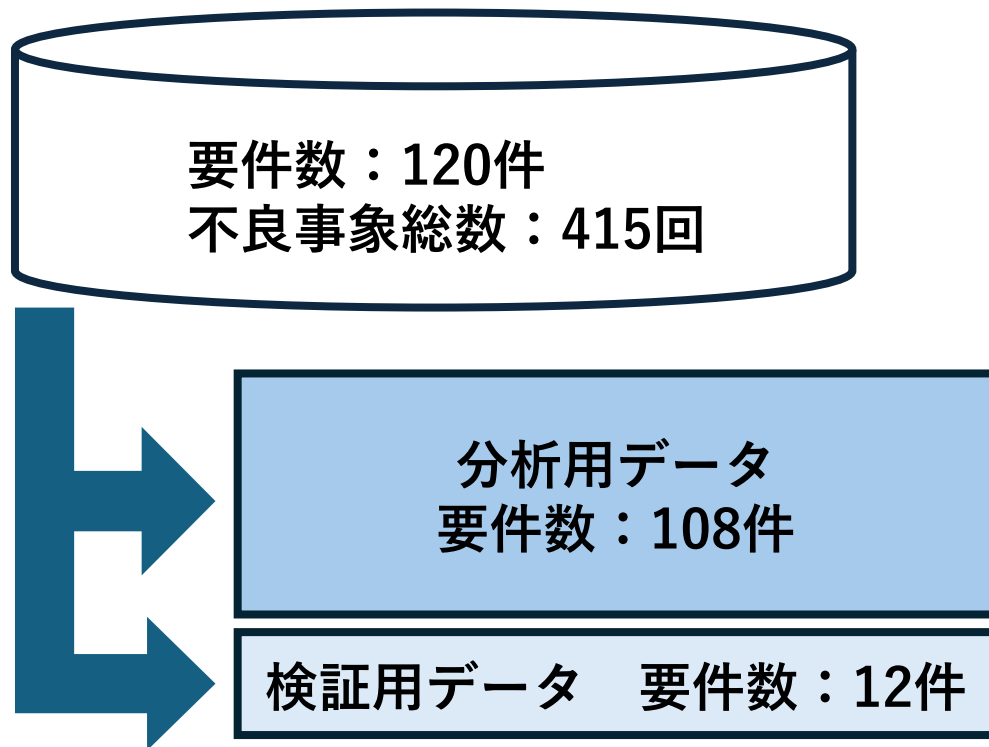 要件数：120件
不良事象総数：415回
分析用データ
要件数：108件
検証用データ　要件数：12件